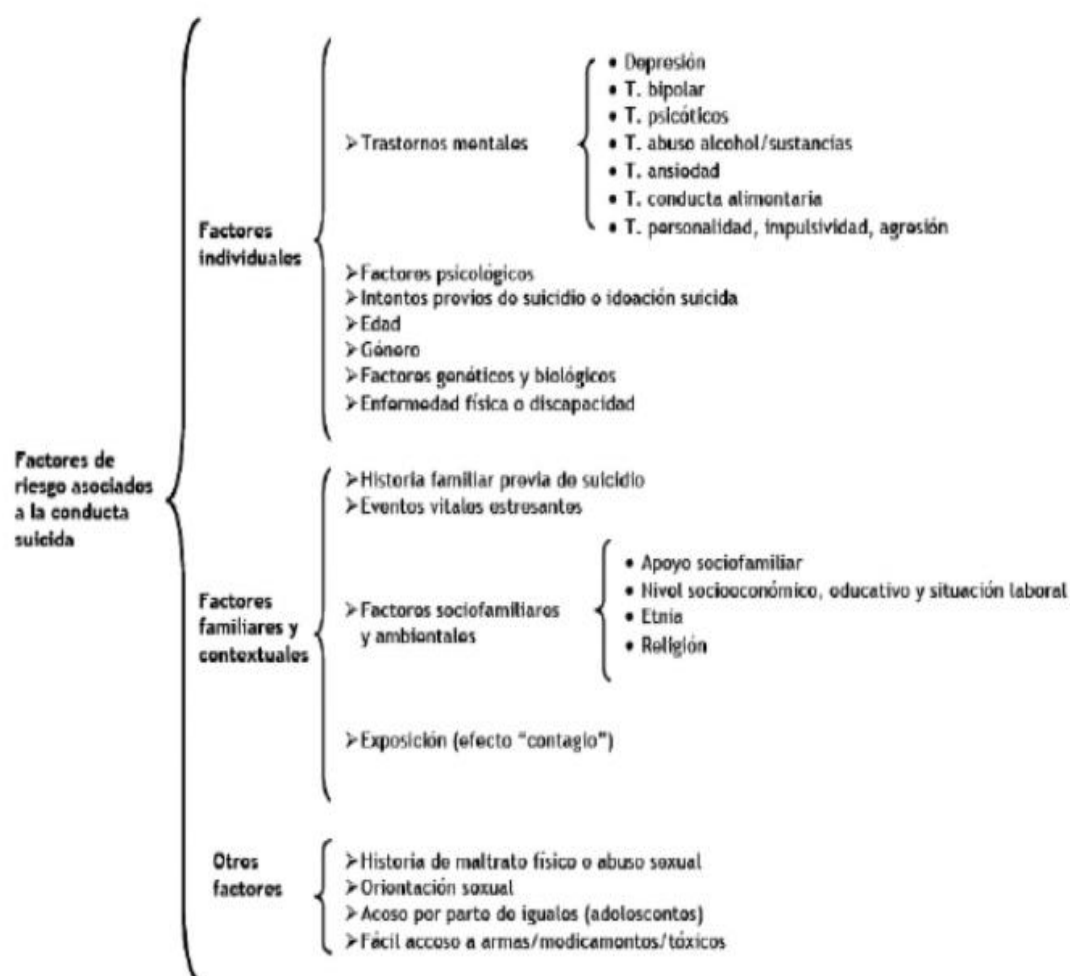 Factores de
riesgo asociados
a la conducta
suicida
Factores
individuales
➢Trastornos mentales
• Depresión
• T. bipolar
• T. psicóticos
• T. abuso alcohol/sustancias
• T. ansiedad
• T. conducta alimentaria
• T. personalidad, impulsividad, agresión
➢Factores psicológicos
➢Intentos previos de suicidio o ideación suicida
➢Edad
➢Género
➢Factores genéticos y biológicos
➢Enfermedad física o discapacidad
Factores
familiares y
contextuales
➢Historia familiar previa de suicidio
➢Eventos vitales estresantes
➢Factores sociofamiliares
y ambientales
• Apoyo sociofamiliar
• Nivel socioeconómico, educativo y situación laboral
• Etnia
• Religión
➢Exposición (efecto "contagio")
Otros
factores
➢Historia de maltrato físico o abuso sexual
➢Orientación sexual
➢Acoso por parte de iguales (adolescentes)
➢Fácil acceso a armas/medicamentos/tóxicos